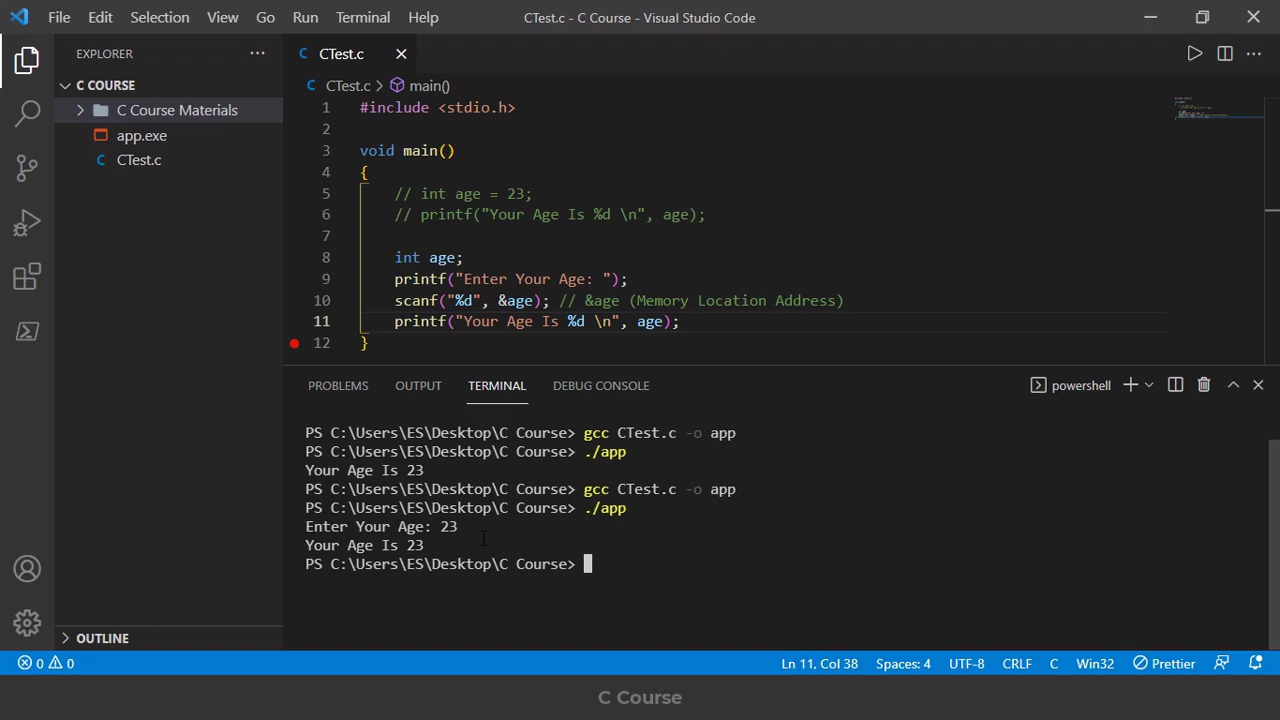 File Edit Selection View Go Run Terminal Help
CTest.c - C Course - Visual Studio Code
EXPLORER
C COURSE
C Course Materials
app.exe
C CTest.c
OUTLINE
C CTest.c
C CTest.c > main()
1 #include <stdio.h>
2
3 void main()
4 {
5 // int age = 23;
6 // printf("Your Age Is %d \n", age);
7
8 int age;
9 printf("Enter Your Age: ");
10 scanf("%d", &age); // &age (Memory Location Address)
11 printf("Your Age Is %d \n", age);
12 }
PROBLEMS OUTPUT TERMINAL DEBUG CONSOLE
powershell
PS C:\Users\ES\Desktop\C Course> gcc CTest.c -o app
PS C:\Users\ES\Desktop\C Course> ./app
Your Age Is 23
PS C:\Users\ES\Desktop\C Course> gcc CTest.c -o app
PS C:\Users\ES\Desktop\C Course> ./app
Enter Your Age: 23
Your Age Is 23
PS C:\Users\ES\Desktop\C Course>
0 0
Ln 11, Col 38 Spaces: 4 UTF-8 CRLF C Win32 Prettier
C Course